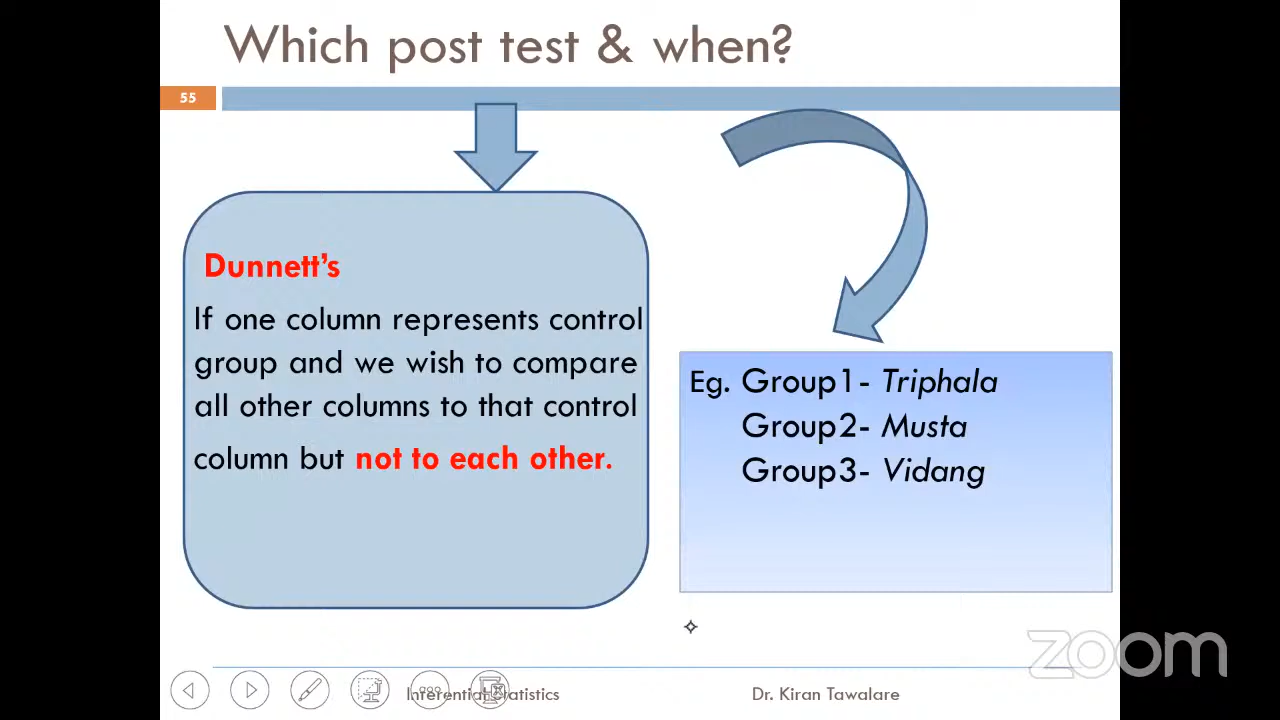 Which post test & when?
55
Dunnett's
If one column represents control
group and we wish to compare
all other columns to that control
column but not to each other.
Eg. Group1- Triphala
Group2- Musta
Group3- Vidang
zoom
Inferential Statistics
Dr. Kiran Tawalare